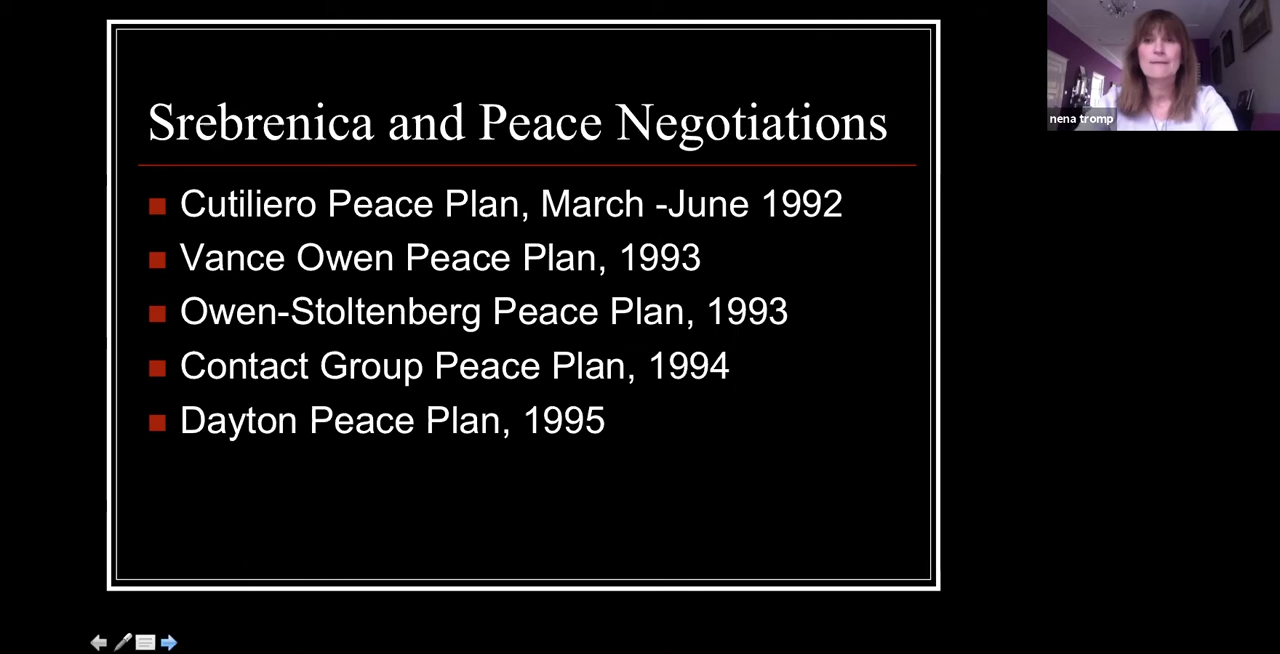 Srebrenica and Peace Negotiations
Cutiliero Peace Plan, March -June 1992
Vance Owen Peace Plan, 1993
Owen-Stoltenberg Peace Plan, 1993
Contact Group Peace Plan, 1994
Dayton Peace Plan, 1995
nena tromp